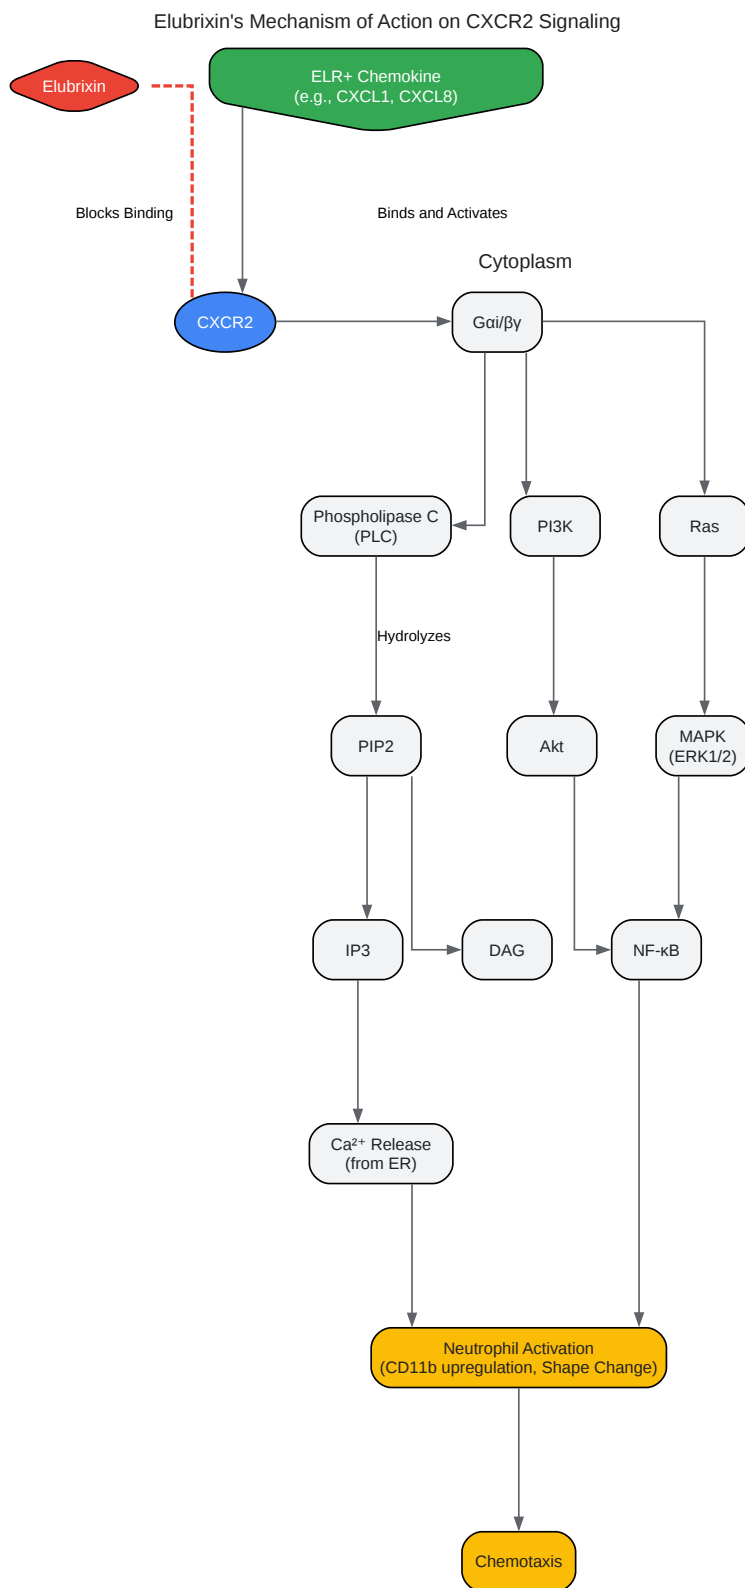 Elubrixin's Mechanism of Action on CXCR2 Signaling
Elubrixin
ELR+ Chemokine
(e.g., CXCL1, CXCL8)
Blocks Binding
Binds and Activates
Cytoplasm
CXCR2
Gαi/βγ
Phospholipase C
(PLC)
PI3K
Ras
Hydrolyzes
PIP2
Akt
MAPK
(ERK1/2)
IP3
DAG
NF-κB
Ca²⁺ Release
(from ER)
Neutrophil Activation
(CD11b upregulation, Shape Change)
Chemotaxis